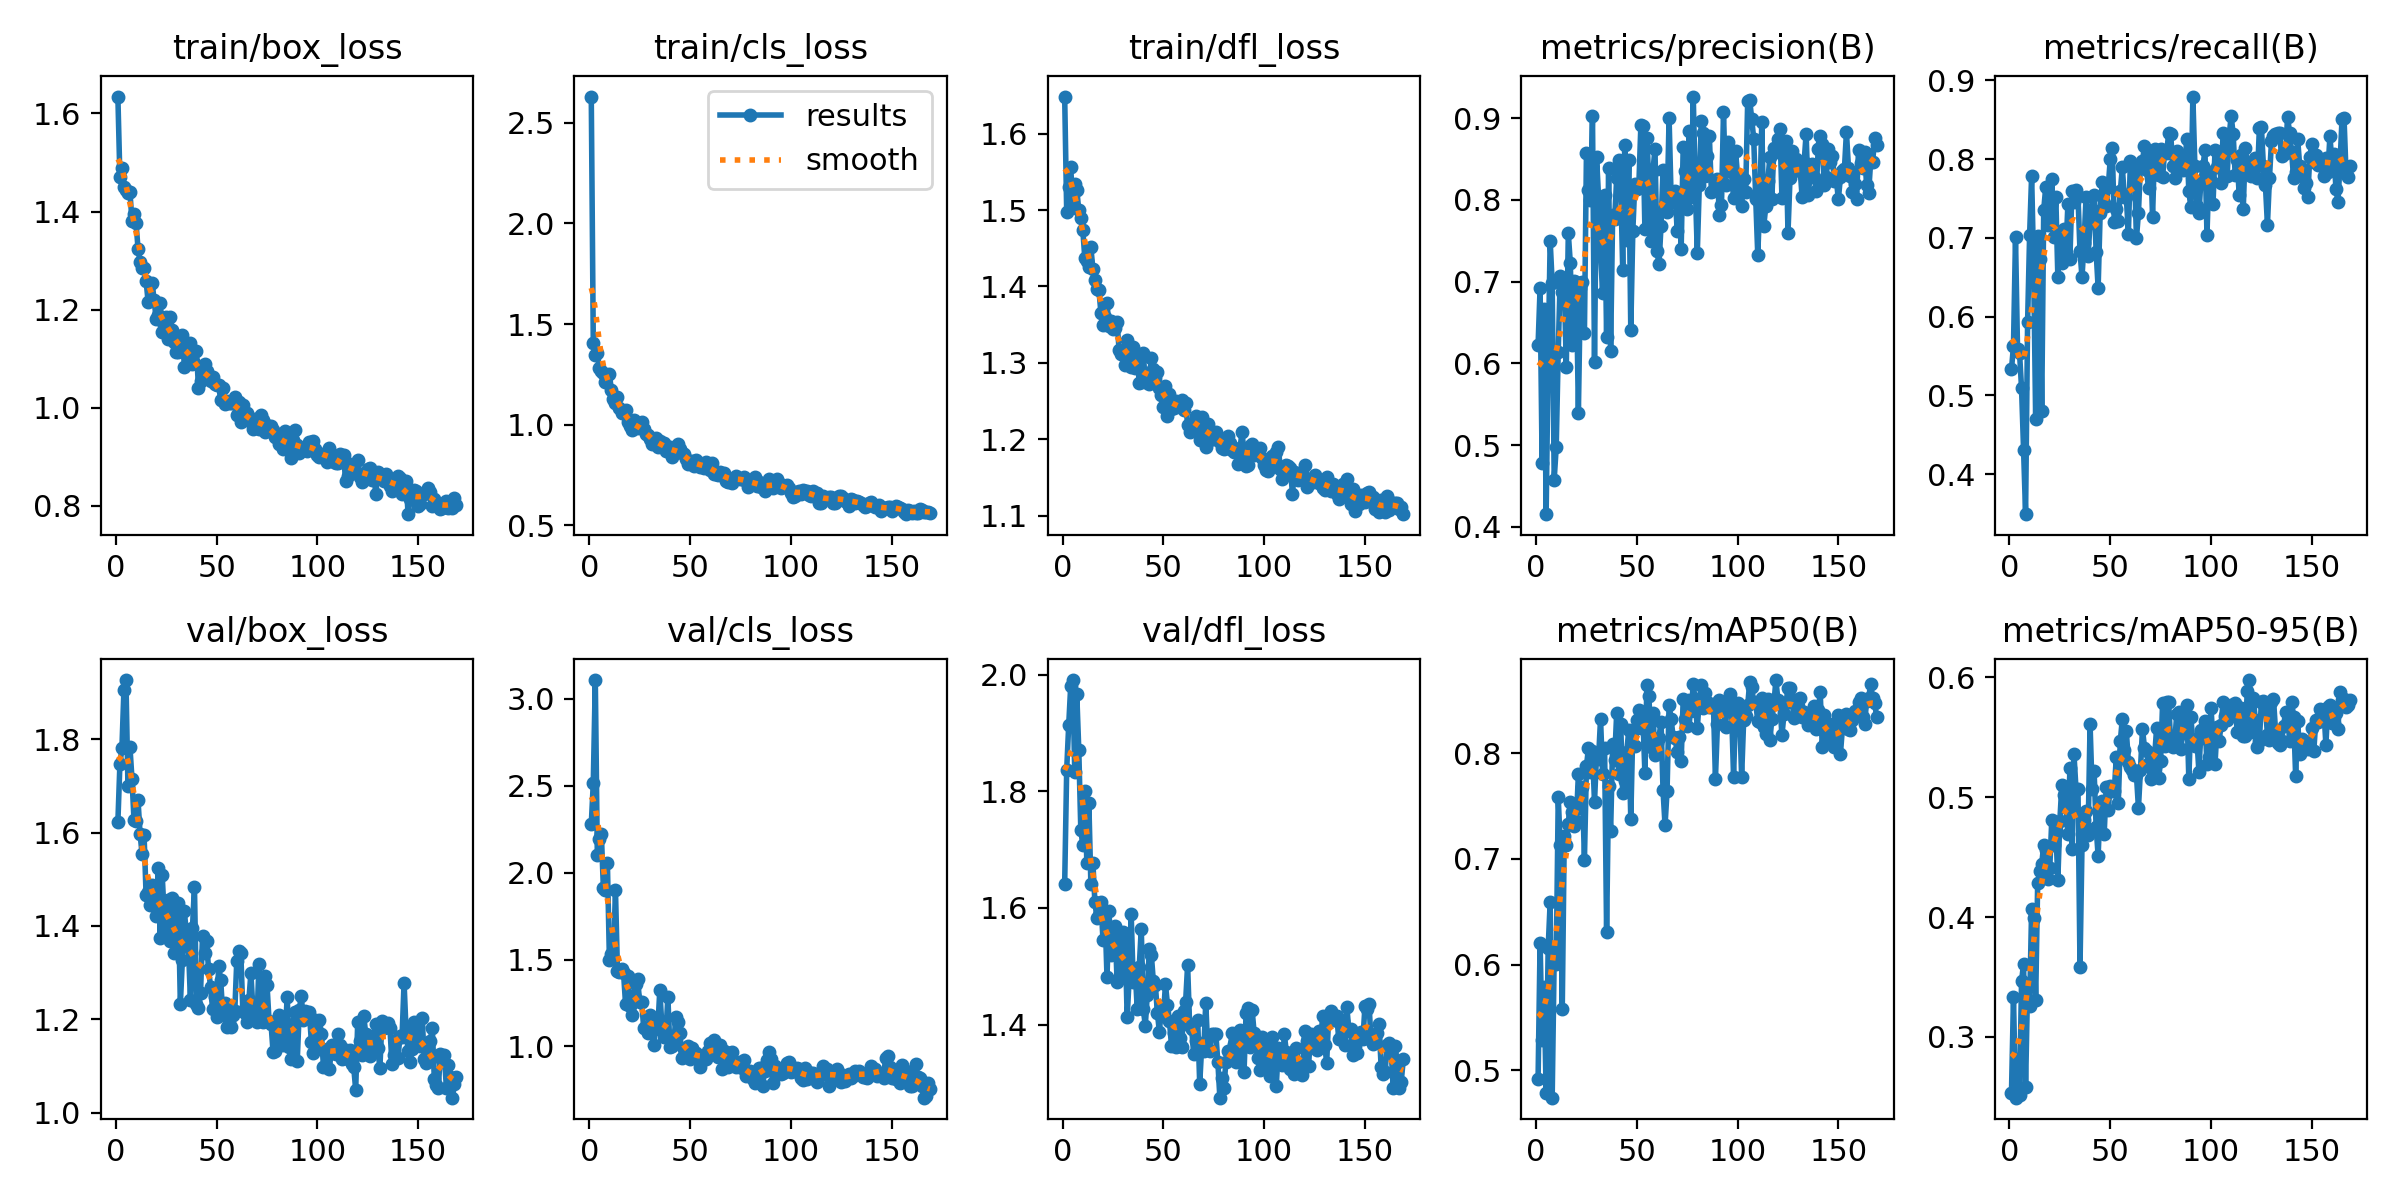 train/box_loss
1.6
1.4
1.2
1.0
0.8
0 50 100 150
train/cls_loss
results
smooth
2.5
2.0
1.5
1.0
0.5
0 50 100 150
train/dfl_loss
1.6
1.5
1.4
1.3
1.2
1.1
0 50 100 150
metrics/precision(B)
0.9
0.8
0.7
0.6
0.5
0.4
0 50 100 150
metrics/recall(B)
0.9
0.8
0.7
0.6
0.5
0.4
0 50 100 150
val/box_loss
1.8
1.6
1.4
1.2
1.0
0 50 100 150
val/cls_loss
3.0
2.5
2.0
1.5
1.0
0 50 100 150
val/dfl_loss
2.0
1.8
1.6
1.4
0 50 100 150
metrics/mAP50(B)
0.8
0.7
0.6
0.5
0 50 100 150
metrics/mAP50-95(B)
0.6
0.5
0.4
0.3
0 50 100 150